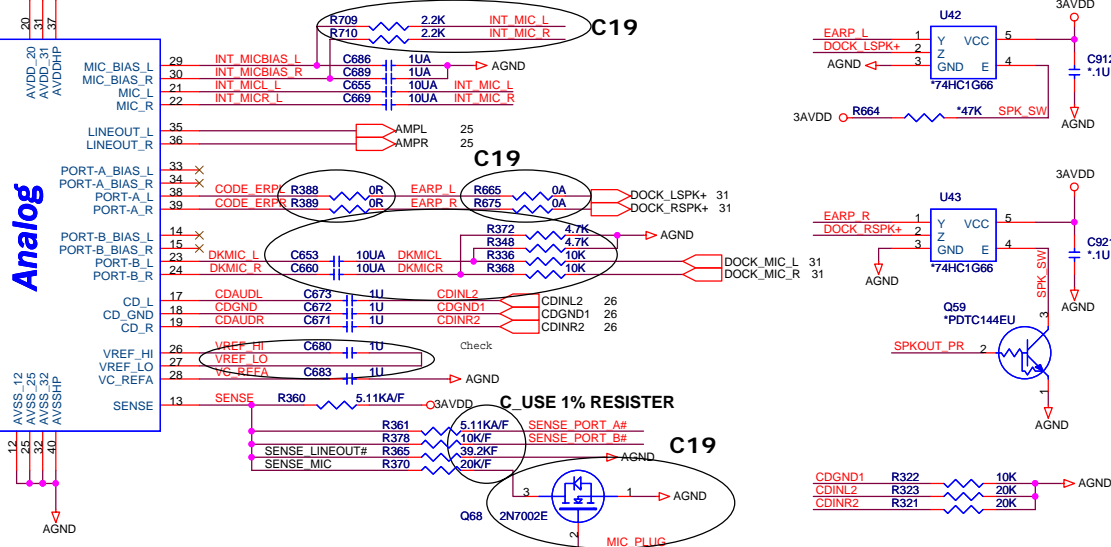 20
31
37
AVDD_20
AVDD_31
AVDDHP
Analog
MIC_BIAS_L 29 INT_MICBIAS_L C686 1UA AGND
MIC_BIAS_R 30 INT_MICBIAS_R C689 1UA
MIC_L 21 INT_MICL_L C655 10UA INT_MIC_L
MIC_R 22 INT_MICR_L C669 10UA INT_MIC_R
R709 2.2K INT_MIC_L
R710 2.2K INT_MIC_R
C19
LINEOUT_L 35 AMPL 25
LINEOUT_R 36 AMPR 25
C19
PORT-A_BIAS_L 33
PORT-A_BIAS_R 34
PORT-A_L 38 CODE_ERPL R388 0R EARP_L R665 0A DOCK_LSPK+ 31
PORT-A_R 39 CODE_ERPR R389 0R EARP_R R675 0A DOCK_RSPK+ 31
PORT-B_BIAS_L 14 R372 4.7K AGND
PORT-B_BIAS_R 15 R348 4.7K
PORT-B_L 23 DKMIC_L C653 10UA DKMICL R336 10K DOCK_MIC_L 31
PORT-B_R 24 DKMIC_R C660 10UA DKMICR R368 10K DOCK_MIC_R 31
CD_L 17 CDAUDL C673 1U CDINL2 CDINL2 26
CD_GND 18 CDGND C672 1U CDGND1 CDGND1 26
CD_R 19 CDAUDR C671 1U CDINR2 CDINR2 26
Check
VREF_HI 26 VREF_HI C680 1U
VREF_LO 27 VREF_LO
VC_REFA 28 VC_REFA C683 1U AGND
SENSE 13 SENSE R360 5.11KA/F 3AVDD
C_USE 1% RESISTER
R361 5.11KA/F SENSE_PORT_A#
R378 10K/F SENSE_PORT_B#
SENSE_LINEOUT# R365 39.2KF AGND
SENSE_MIC R370 20K/F
C19
3 1 AGND
Q68 2N7002E
2
MIC_PLUG
AVSS_12
AVSS_25
AVSS_32
AVSSHP
12
25
32
40
AGND
3AVDD
U42
EARP_L 1 Y VCC 5
DOCK_LSPK+ 2 Z
AGND 3 GND E 4
*74HC1G66
C912
*.1U
AGND
3AVDD R664 *47K SPK_SW
3AVDD
U43
EARP_R 1 Y VCC 5
DOCK_RSPK+ 2 Z
3 GND E 4
*74HC1G66
AGND
C921
*.1U
AGND
SPK_SW
Q59
*PDTC144EU
3
SPKOUT_PR 2
1
AGND
CDGND1 R322 10K AGND
CDINL2 R323 20K
CDINR2 R321 20K